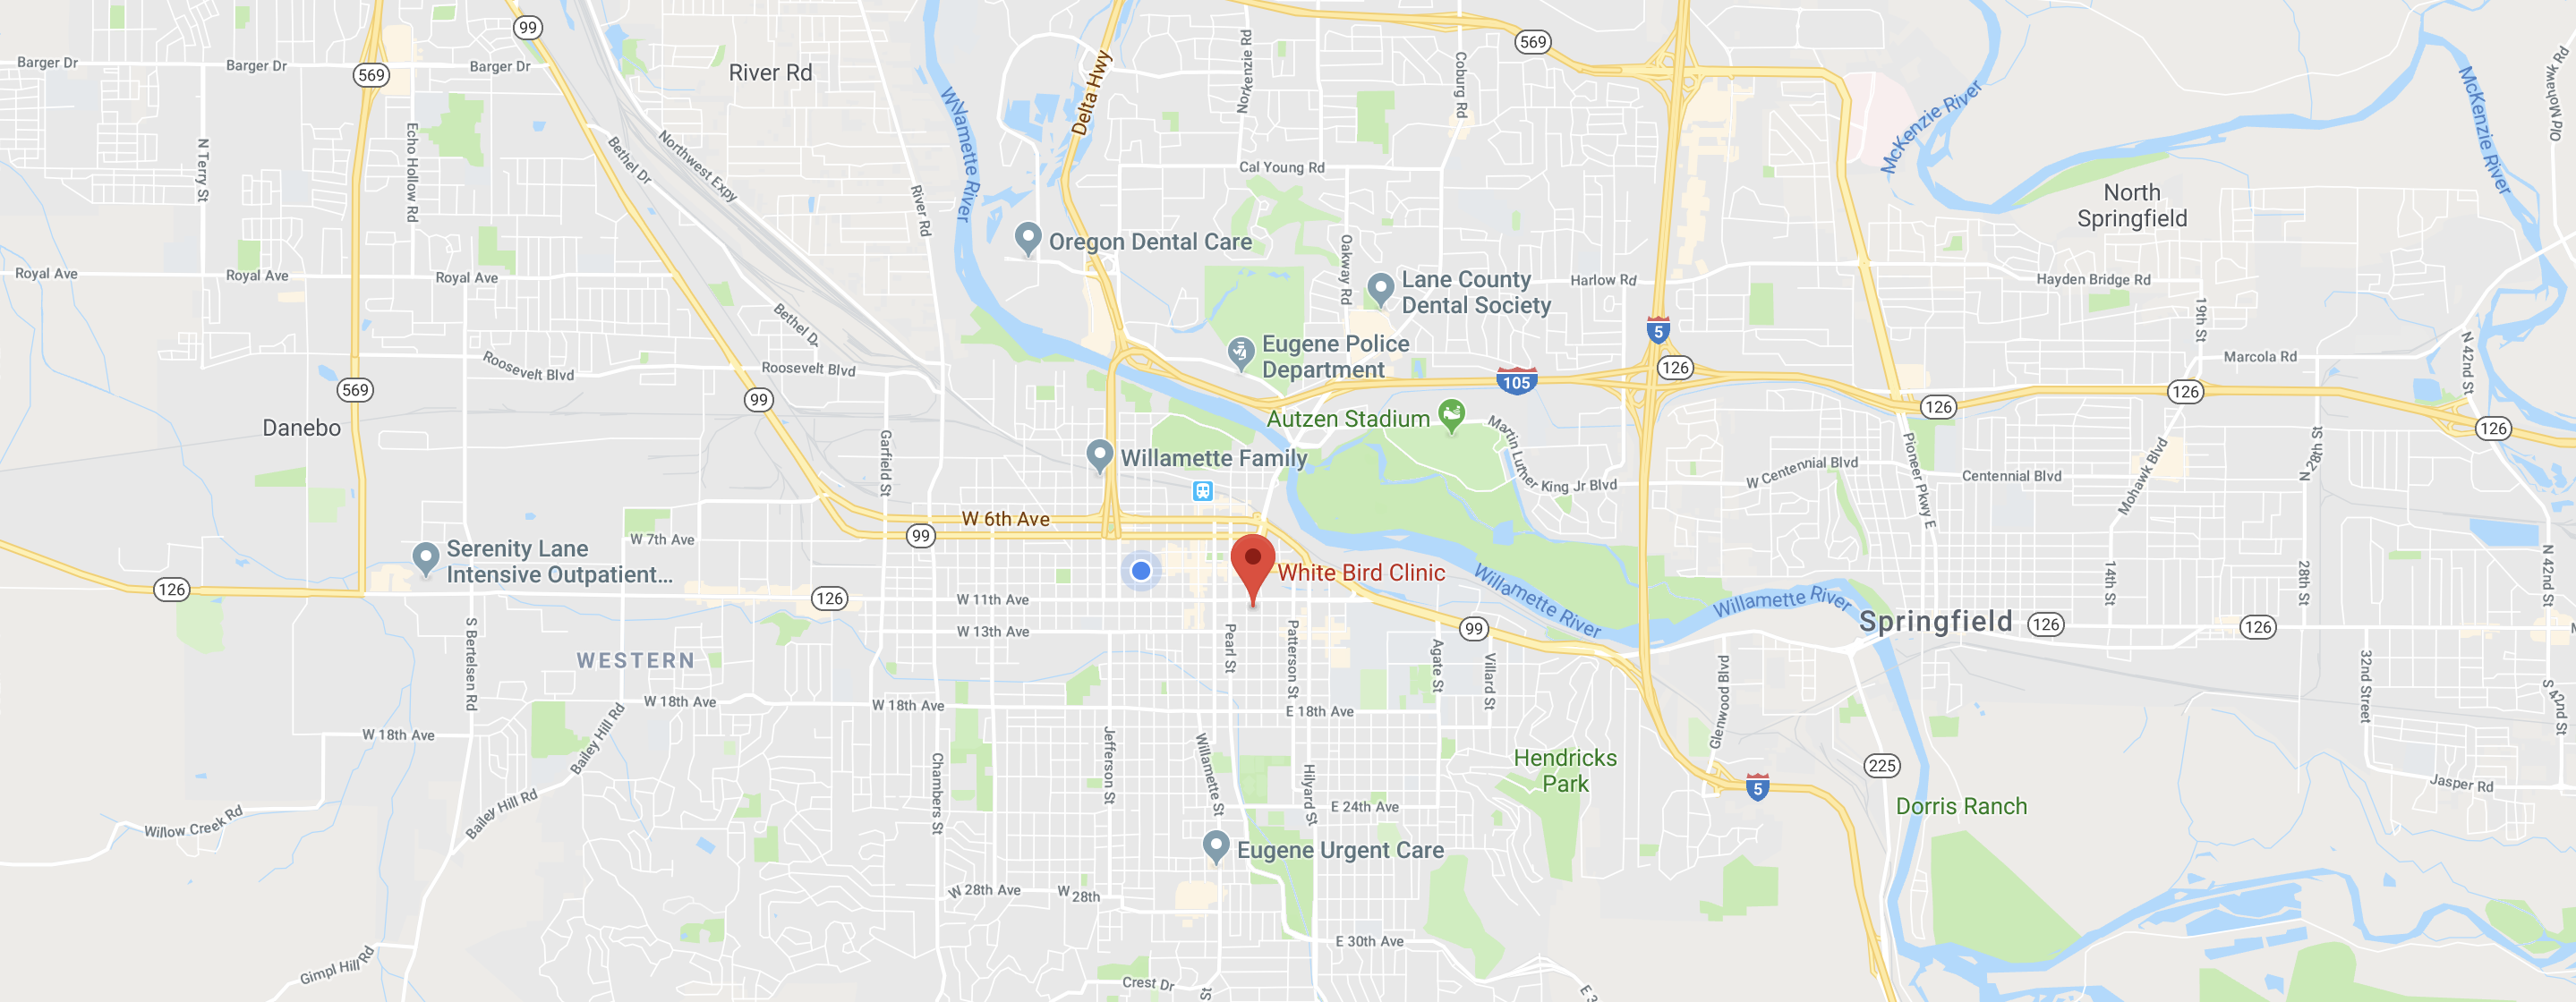 99
569
569
Barger Dr
Barger Dr
Barger Dr
River Rd
Delta Hwy
Norkenzie Rd
Coburg Rd
McKenzie River
McKenzie River
Willamette River
N Terry St
Echo Hollow Rd
Bethel Dr
Northwest Expy
River Rd
Cal Young Rd
North
Springfield
Oregon Dental Care
Oakway Rd
Lane County
Dental Society
Harlow Rd
Hayden Bridge Rd
19th St
Royal Ave
Royal Ave
Royal Ave
Bethel Dr
Eugene Police
Department
5
Marcola Rd
N 42nd St
Roosevelt Blvd
Roosevelt Blvd
569
99
105
126
126
126
126
Danebo
Autzen Stadium
Martin Luther King Jr Blvd
Garfield St
Willamette Family
W Centennial Blvd
Pioneer Pkwy E
Centennial Blvd
Mohawk Blvd
N 28th St
W 6th Ave
99
W 7th Ave
Serenity Lane
Intensive Outpatient...
White Bird Clinic
126
126
W 11th Ave
W 13th Ave
Willamette River
Willamette River
14th St
28th St
N 42nd St
Springfield
126
126
99
S Bertelsen Rd
WESTERN
Pearl St
Patterson St
Agate St
Villard St
Glenwood Blvd
32nd Street
S 42nd St
W 18th Ave
W 18th Ave
W 18th Ave
E 18th Ave
Bailey Hill Rd
Bailey Hill Rd
Chambers St
Jefferson St
Willamette St
Hilyard St
Hendricks
Park
5
225
Jasper Rd
Willow Creek Rd
E 24th Ave
Dorris Ranch
Eugene Urgent Care
W 28th Ave
W 28th
E 30th Ave
Gimpl Hill Rd
Crest Dr
St